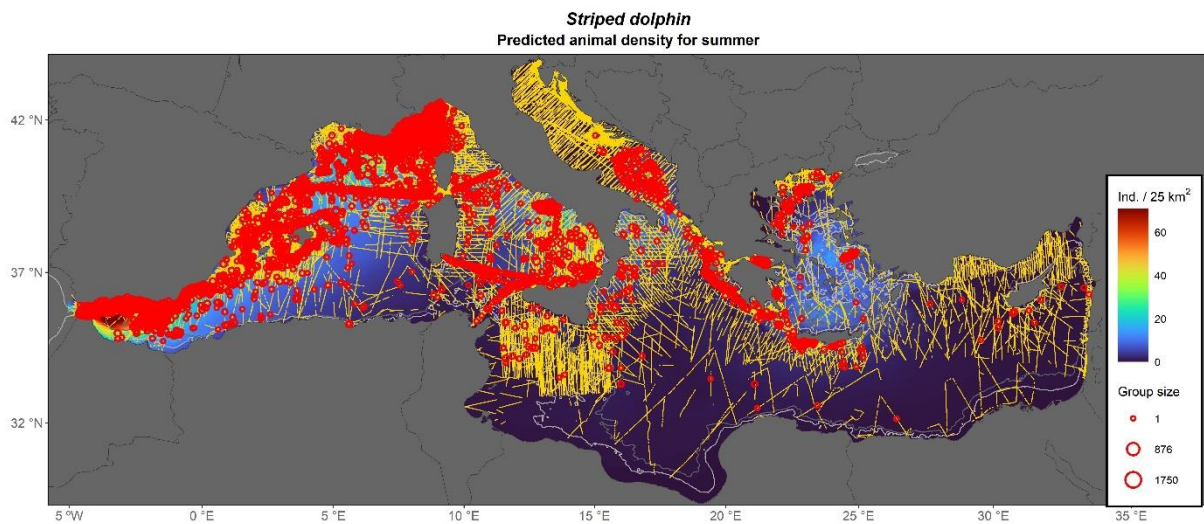 Striped dolphin
Predicted animal density for summer
42 °N
37 °N
32 °N
5 °W
0 °E
5 °E
10 °E
15 °E
20 °E
25 °E
30 °E
35 °E
Ind. / 25 km²
60
40
20
0
Group size
1
876
1750